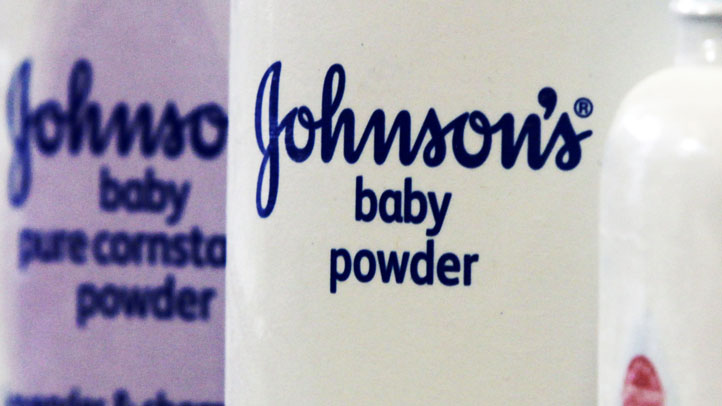 Johnson's®
baby
powder
Johnso
baby
pure cornsta
powder